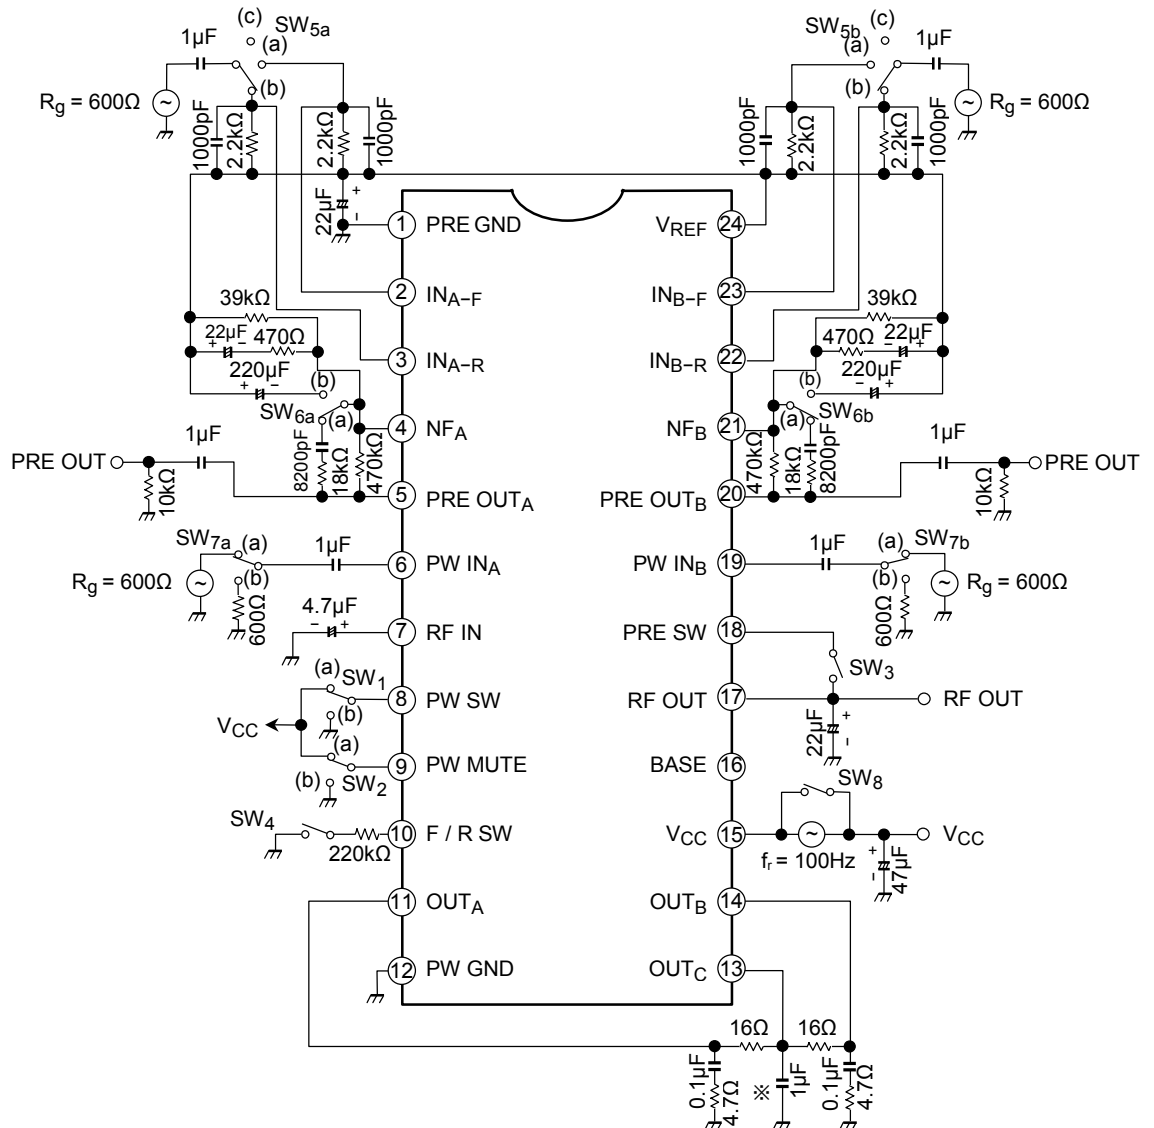 (c)
SW5a
1μF
(a)
(b)
Rg = 600Ω
1000pF
2.2kΩ
2.2kΩ
1000pF
22μF
+
-
(c)
SW5b
1μF
(a)
(b)
Rg = 600Ω
1000pF
2.2kΩ
2.2kΩ
1000pF
1 PRE GND
VREF 24
2 INA-F
INB-F 23
39kΩ
39kΩ
22μF
+ −
470Ω
470Ω
22μF
− +
3 INA-R
INB-R 22
220μF
+ −
(b)
SW6a
(a)
220μF
− +
(b)
SW6b
(a)
4 NFA
NFB 21
8200pF
18kΩ
470kΩ
470kΩ
18kΩ
8200pF
1μF
PRE OUT
10kΩ
1μF
PRE OUT
10kΩ
5 PRE OUTA
PRE OUTB 20
SW7a
(a)
(b)
1μF
Rg = 600Ω
600Ω
1μF
(a)
SW7b
(b)
Rg = 600Ω
600Ω
6 PW INA
PW INB 19
4.7μF
− +
7 RF IN
PRE SW 18
SW3
(a)
SW1
(b)
8 PW SW
RF OUT 17
RF OUT
22μF
+
-
VCC
(a)
(b)
SW2
9 PW MUTE
BASE 16
SW8
SW4
220kΩ
10 F / R SW
VCC 15
fr = 100Hz
VCC
+
-
47μF
11 OUTA
OUTB 14
12 PW GND
OUTC 13
16Ω
16Ω
0.1μF
4.7Ω
※
1μF
0.1μF
4.7Ω